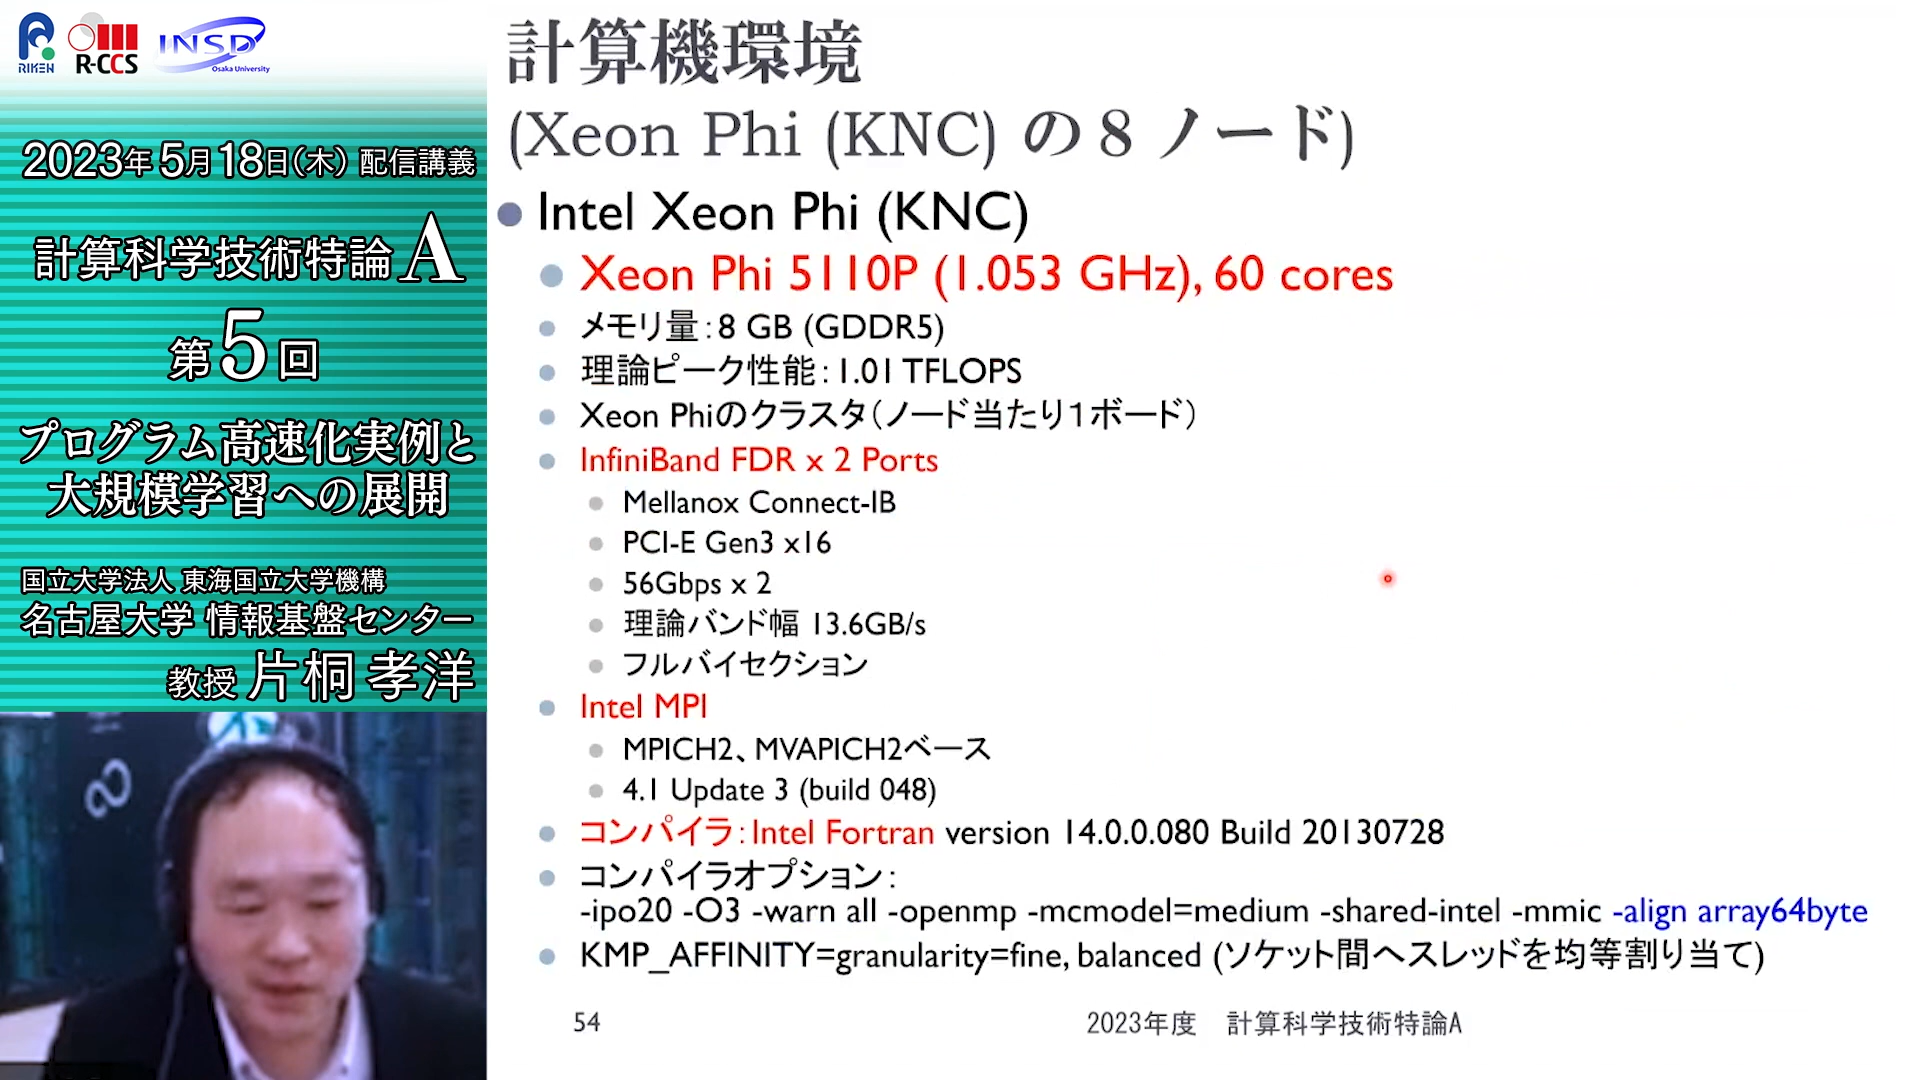 RIKEN
R-CCS
INSD
Osaka University
2023年5月18日(木) 配信講義
計算科学技術特論A
第5回
プログラム高速化実例と
大規模学習への展開
国立大学法人 東海国立大学機構
名古屋大学 情報基盤センター
教授 片桐 孝洋
計算機環境
(Xeon Phi (KNC) の8 ノード)
Intel Xeon Phi (KNC)
Xeon Phi 5110P (1.053 GHz), 60 cores
メモリ量:8 GB (GDDR5)
理論ピーク性能:1.01 TFLOPS
Xeon Phiのクラスタ(ノード当たり1ボード)
InfiniBand FDR x 2 Ports
Mellanox Connect-IB
PCI-E Gen3 x16
56Gbps x 2
理論バンド幅 13.6GB/s
フルバイセクション
Intel MPI
MPICH2、MVAPICH2ベース
4.1 Update 3 (build 048)
コンパイラ:Intel Fortran version 14.0.0.080 Build 20130728
コンパイラオプション:
-ipo20 -O3 -warn all -openmp -mcmodel=medium -shared-intel -mmic -align array64byte
KMP_AFFINITY=granularity=fine, balanced (ソケット間へスレッドを均等割り当て)
54
2023年度 計算科学技術特論A